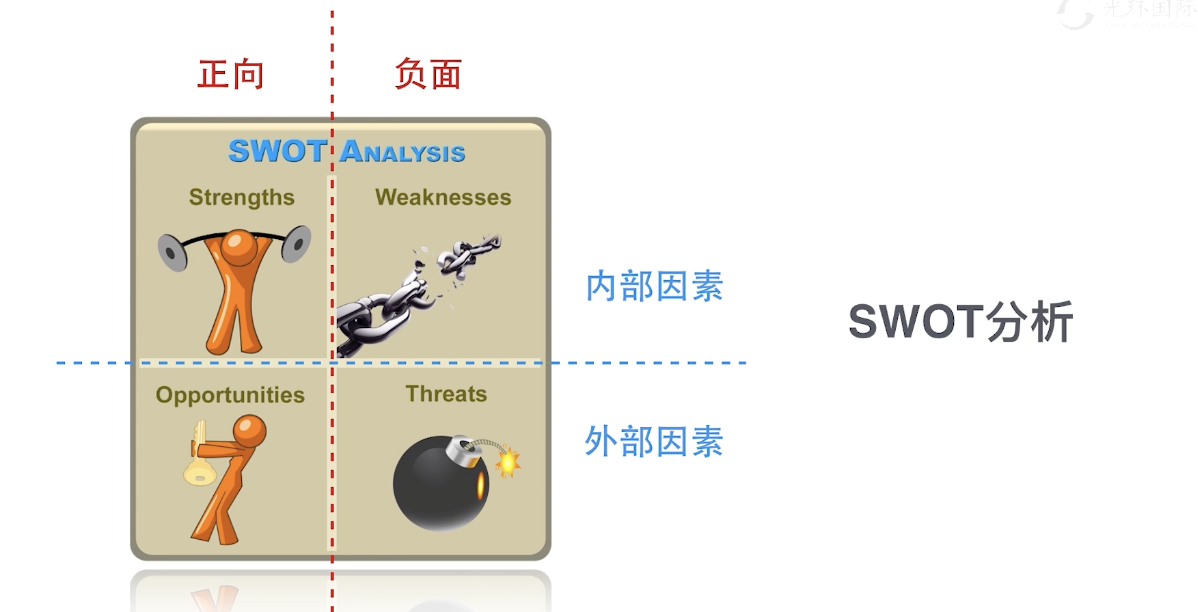 光环国际
正向
负面
SWOT ANALYSIS
Strengths
Weaknesses
内部因素
SWOT分析
Opportunities
Threats
外部因素